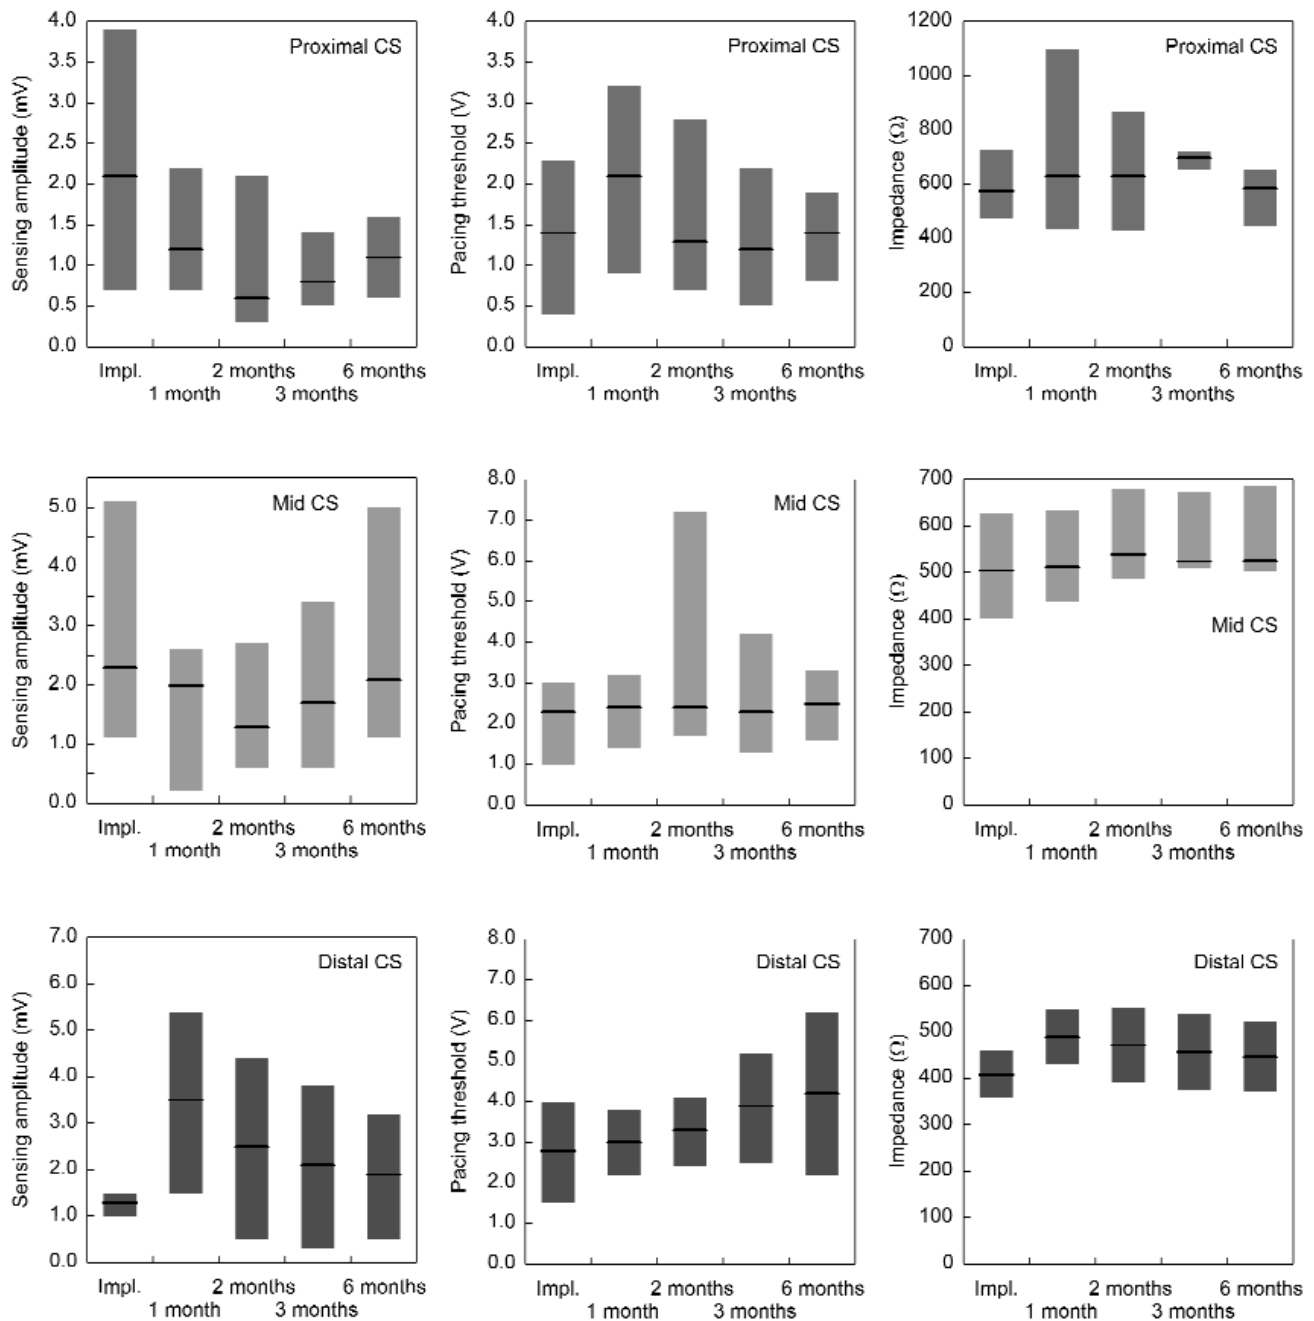 4.0
3.5
3.0
2.5
2.0
1.5
1.0
0.5
0.0
Sensing amplitude (mV)
Proximal CS
Impl. 2 months 6 months
1 month 3 months
4.0
3.5
3.0
2.5
2.0
1.5
1.0
0.5
0.0
Pacing threshold (V)
Proximal CS
Impl. 2 months 6 months
1 month 3 months
1200
1000
800
600
400
200
0
Impedance (Ω)
Proximal CS
Impl. 2 months 6 months
1 month 3 months
5.0
4.0
3.0
2.0
1.0
0.0
Sensing amplitude (mV)
Mid CS
Impl. 2 months 6 months
1 month 3 months
8.0
7.0
6.0
5.0
4.0
3.0
2.0
1.0
0.0
Pacing threshold (V)
Mid CS
Impl. 2 months 6 months
1 month 3 months
700
600
500
400
300
200
100
0
Impedance (Ω)
Mid CS
Impl. 2 months 6 months
1 month 3 months
7.0
6.0
5.0
4.0
3.0
2.0
1.0
0.0
Sensing amplitude (mV)
Distal CS
Impl. 2 months 6 months
1 month 3 months
8.0
7.0
6.0
5.0
4.0
3.0
2.0
1.0
0.0
Pacing threshold (V)
Distal CS
Impl. 2 months 6 months
1 month 3 months
700
600
500
400
300
200
100
0
Impedance (Ω)
Distal CS
Impl. 2 months 6 months
1 month 3 months